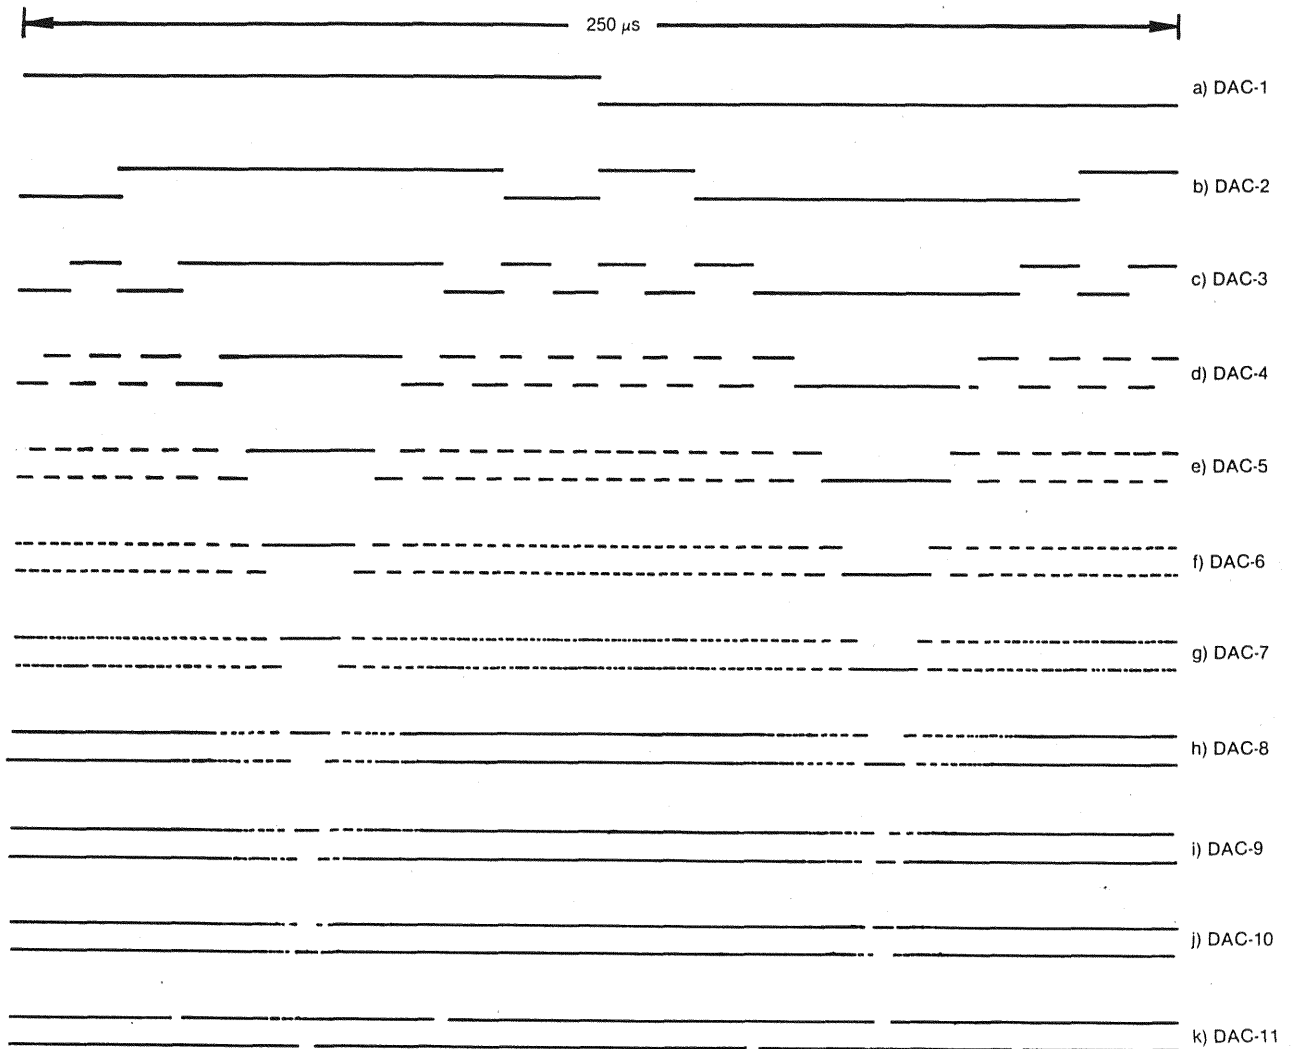 250 μs
a) DAC-1
b) DAC-2
c) DAC-3
d) DAC-4
e) DAC-5
f) DAC-6
g) DAC-7
h) DAC-8
i) DAC-9
j) DAC-10
k) DAC-11